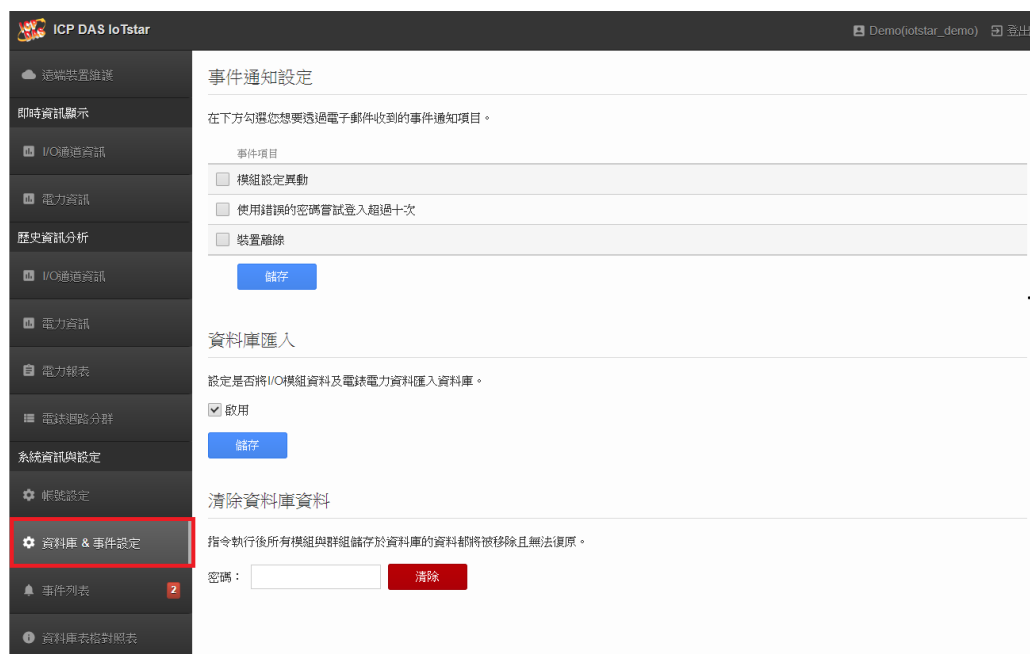 ICP DAS IoTstar
Demo(iotstar_demo) 登出
遠端裝置維護
即時資訊顯示
I/O通道資訊
電力資訊
歷史資訊分析
I/O通道資訊
電力資訊
電力報表
電錶迴路分群
系統資訊與設定
帳號設定
資料庫 & 事件設定
事件列表 2
資料庫表格對照表
事件通知設定
在下方勾選您想要透過電子郵件收到的事件通知項目。
事件項目
模組設定異動
使用錯誤的密碼嘗試登入超過十次
裝置離線
儲存
資料庫匯入
設定是否將I/O模組資料及電錶電力資料匯入資料庫。
啟用
儲存
清除資料庫資料
指令執行後所有模組與群組儲存於資料庫的資料都將被移除且無法復原。
密碼：
清除